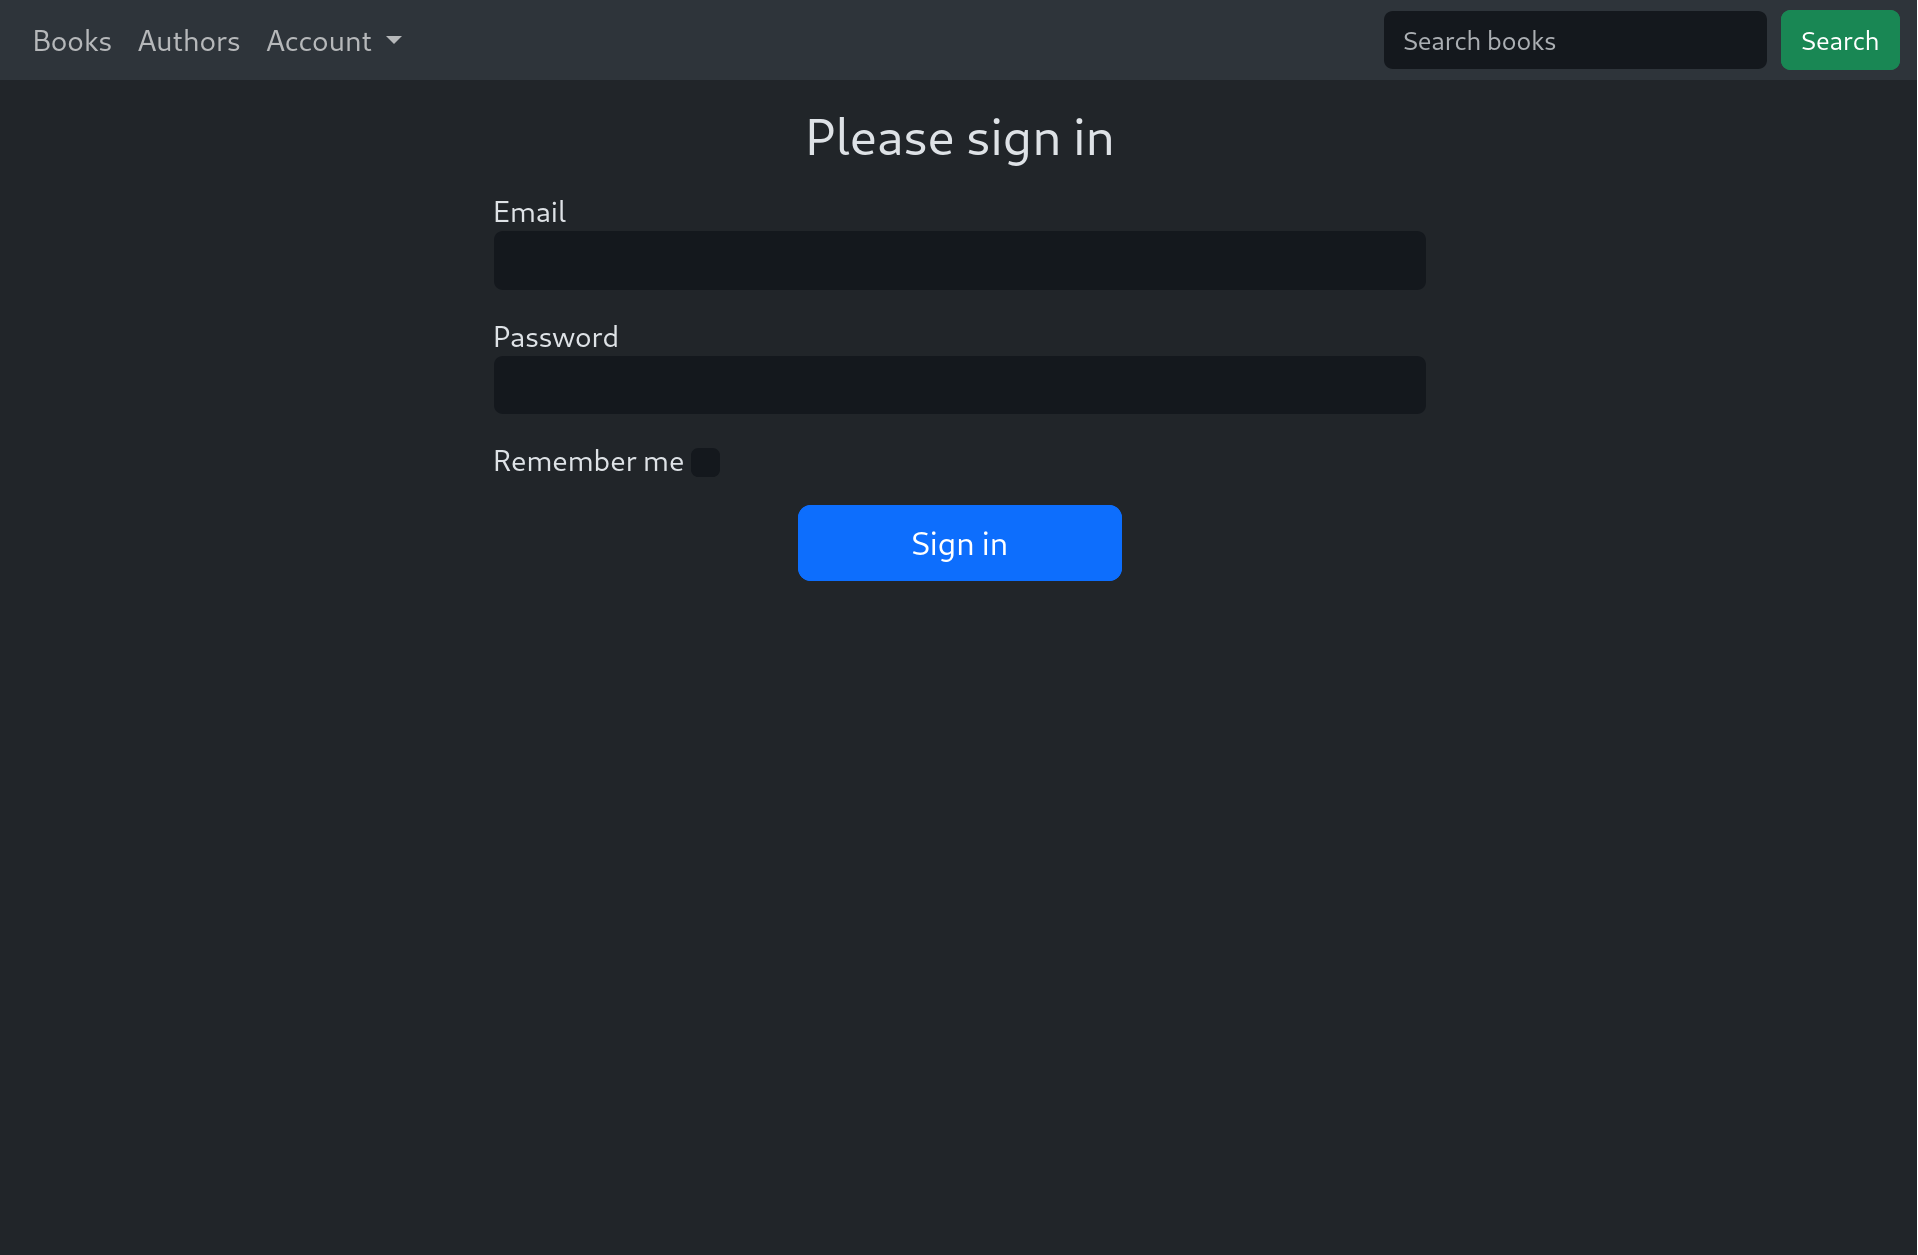 Books Authors Account Search books Search
Please sign in
Email
Password
Remember me
Sign in